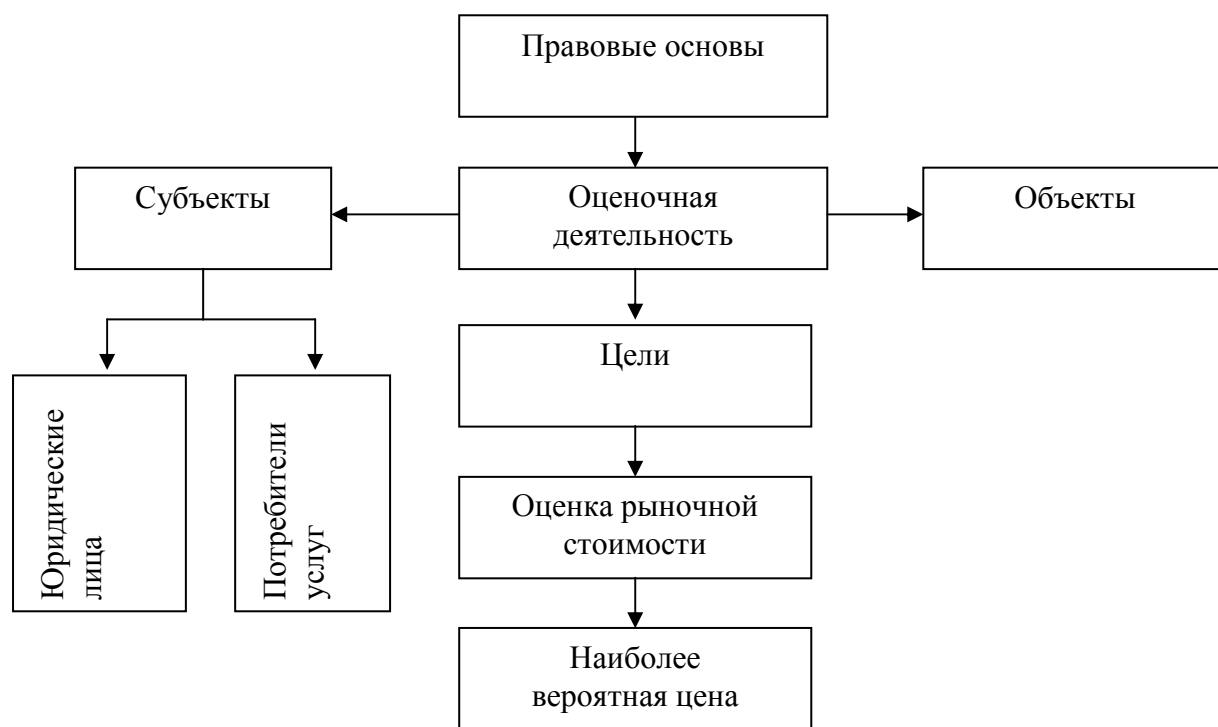 Правовые основы
Субъекты
Оценочная
деятельность
Объекты
Цели
Юридические
лица
Потребители
услуг
Оценка рыночной
стоимости
Наиболее
вероятная цена